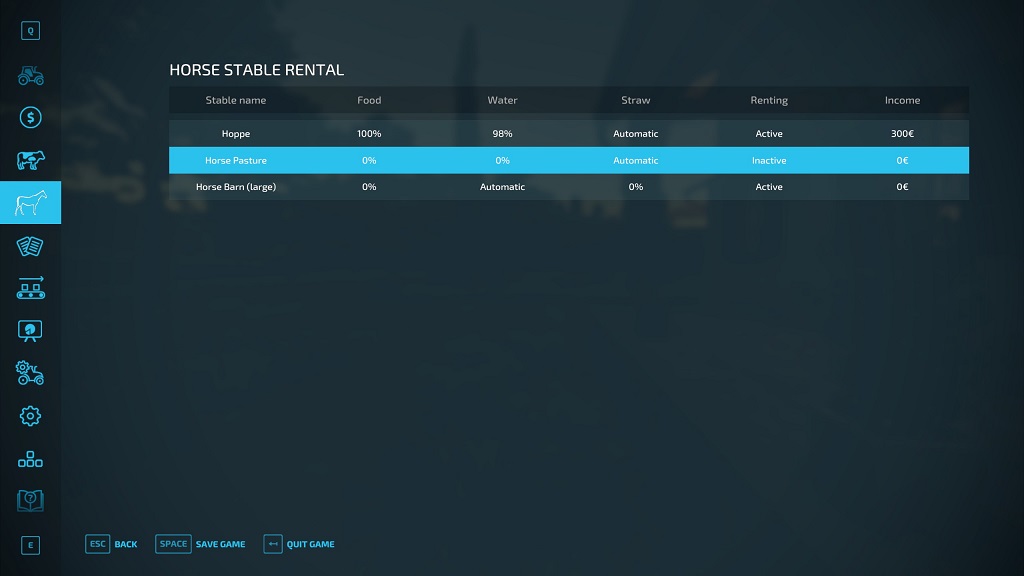 Q
HORSE STABLE RENTAL
Stable name Food Water Straw Renting Income
Hoppe 100% 98% Automatic Active 300€
Horse Pasture 0% 0% Automatic Inactive 0€
Horse Barn (large) 0% Automatic 0% Active 0€
E
ESC BACK SPACE SAVE GAME QUIT GAME